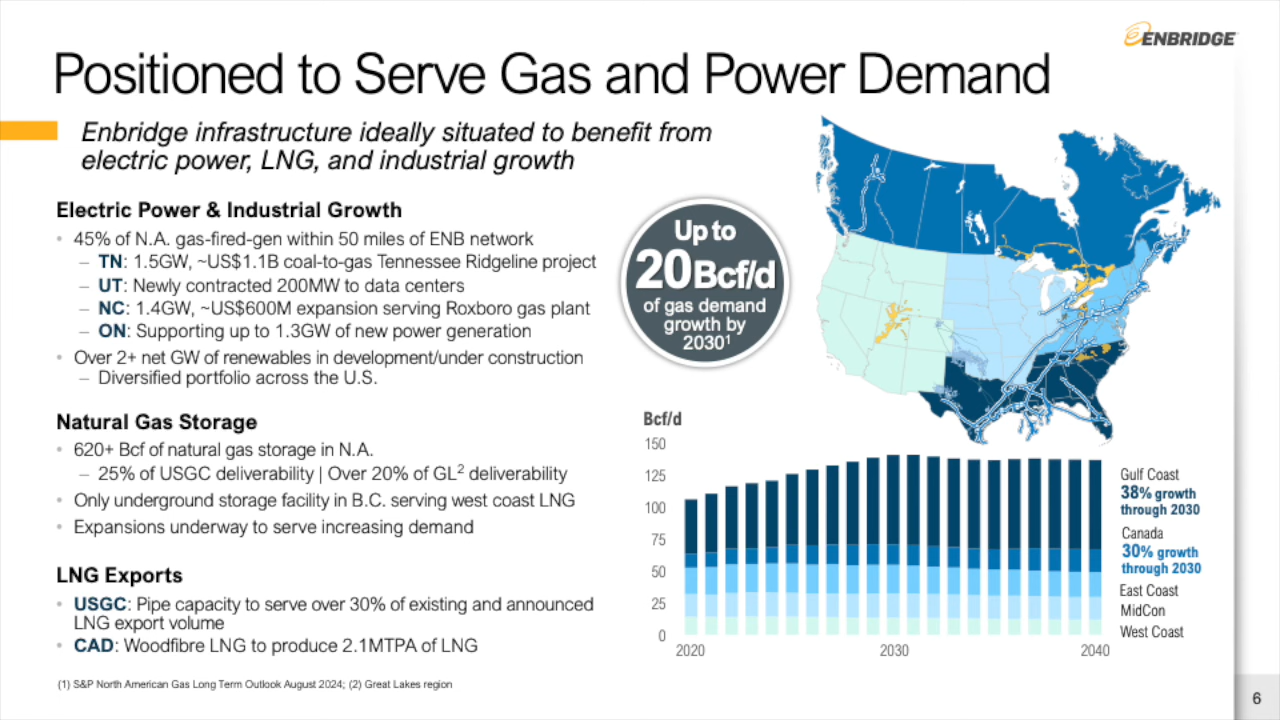 ENBRIDGE
Positioned to Serve Gas and Power Demand
Enbridge infrastructure ideally situated to benefit from
electric power, LNG, and industrial growth
Electric Power & Industrial Growth
• 45% of N.A. gas-fired-gen within 50 miles of ENB network
– TN: 1.5GW, ~US$1.1B coal-to-gas Tennessee Ridgeline project
– UT: Newly contracted 200MW to data centers
– NC: 1.4GW, ~US$600M expansion serving Roxboro gas plant
– ON: Supporting up to 1.3GW of new power generation
• Over 2+ net GW of renewables in development/under construction
– Diversified portfolio across the U.S.
Natural Gas Storage
• 620+ Bcf of natural gas storage in N.A.
– 25% of USGC deliverability | Over 20% of GL² deliverability
• Only underground storage facility in B.C. serving west coast LNG
• Expansions underway to serve increasing demand
LNG Exports
• USGC: Pipe capacity to serve over 30% of existing and announced
LNG export volume
• CAD: Woodfibre LNG to produce 2.1MTPA of LNG
Up to
20 Bcf/d
of gas demand
growth by
2030¹
Bcf/d
150
125
100
75
50
25
0
2020
2030
2040
Gulf Coast
38% growth
through 2030
Canada
30% growth
through 2030
East Coast
MidCon
West Coast
(1) S&P North American Gas Long Term Outlook August 2024; (2) Great Lakes region
6